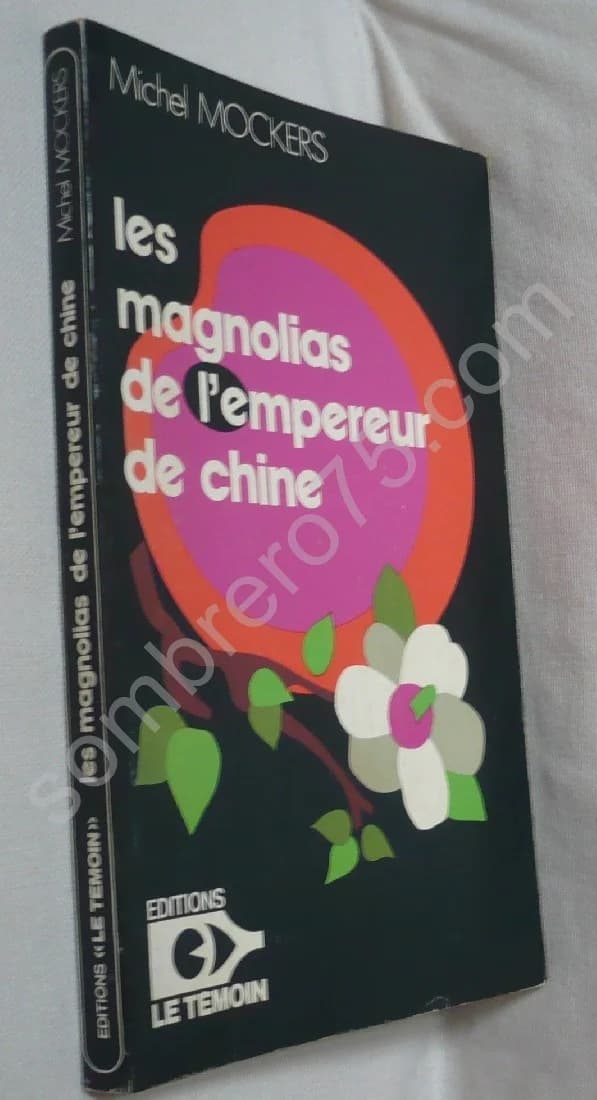 Michel MOCKERS
les
magnolias
de l'empereur
de chine
EDITIONS
LE TEMOIN
EDITIONS «LE TEMOIN» les magnolias de l'empereur de chine Michel MOCKERS
sombrero75.com